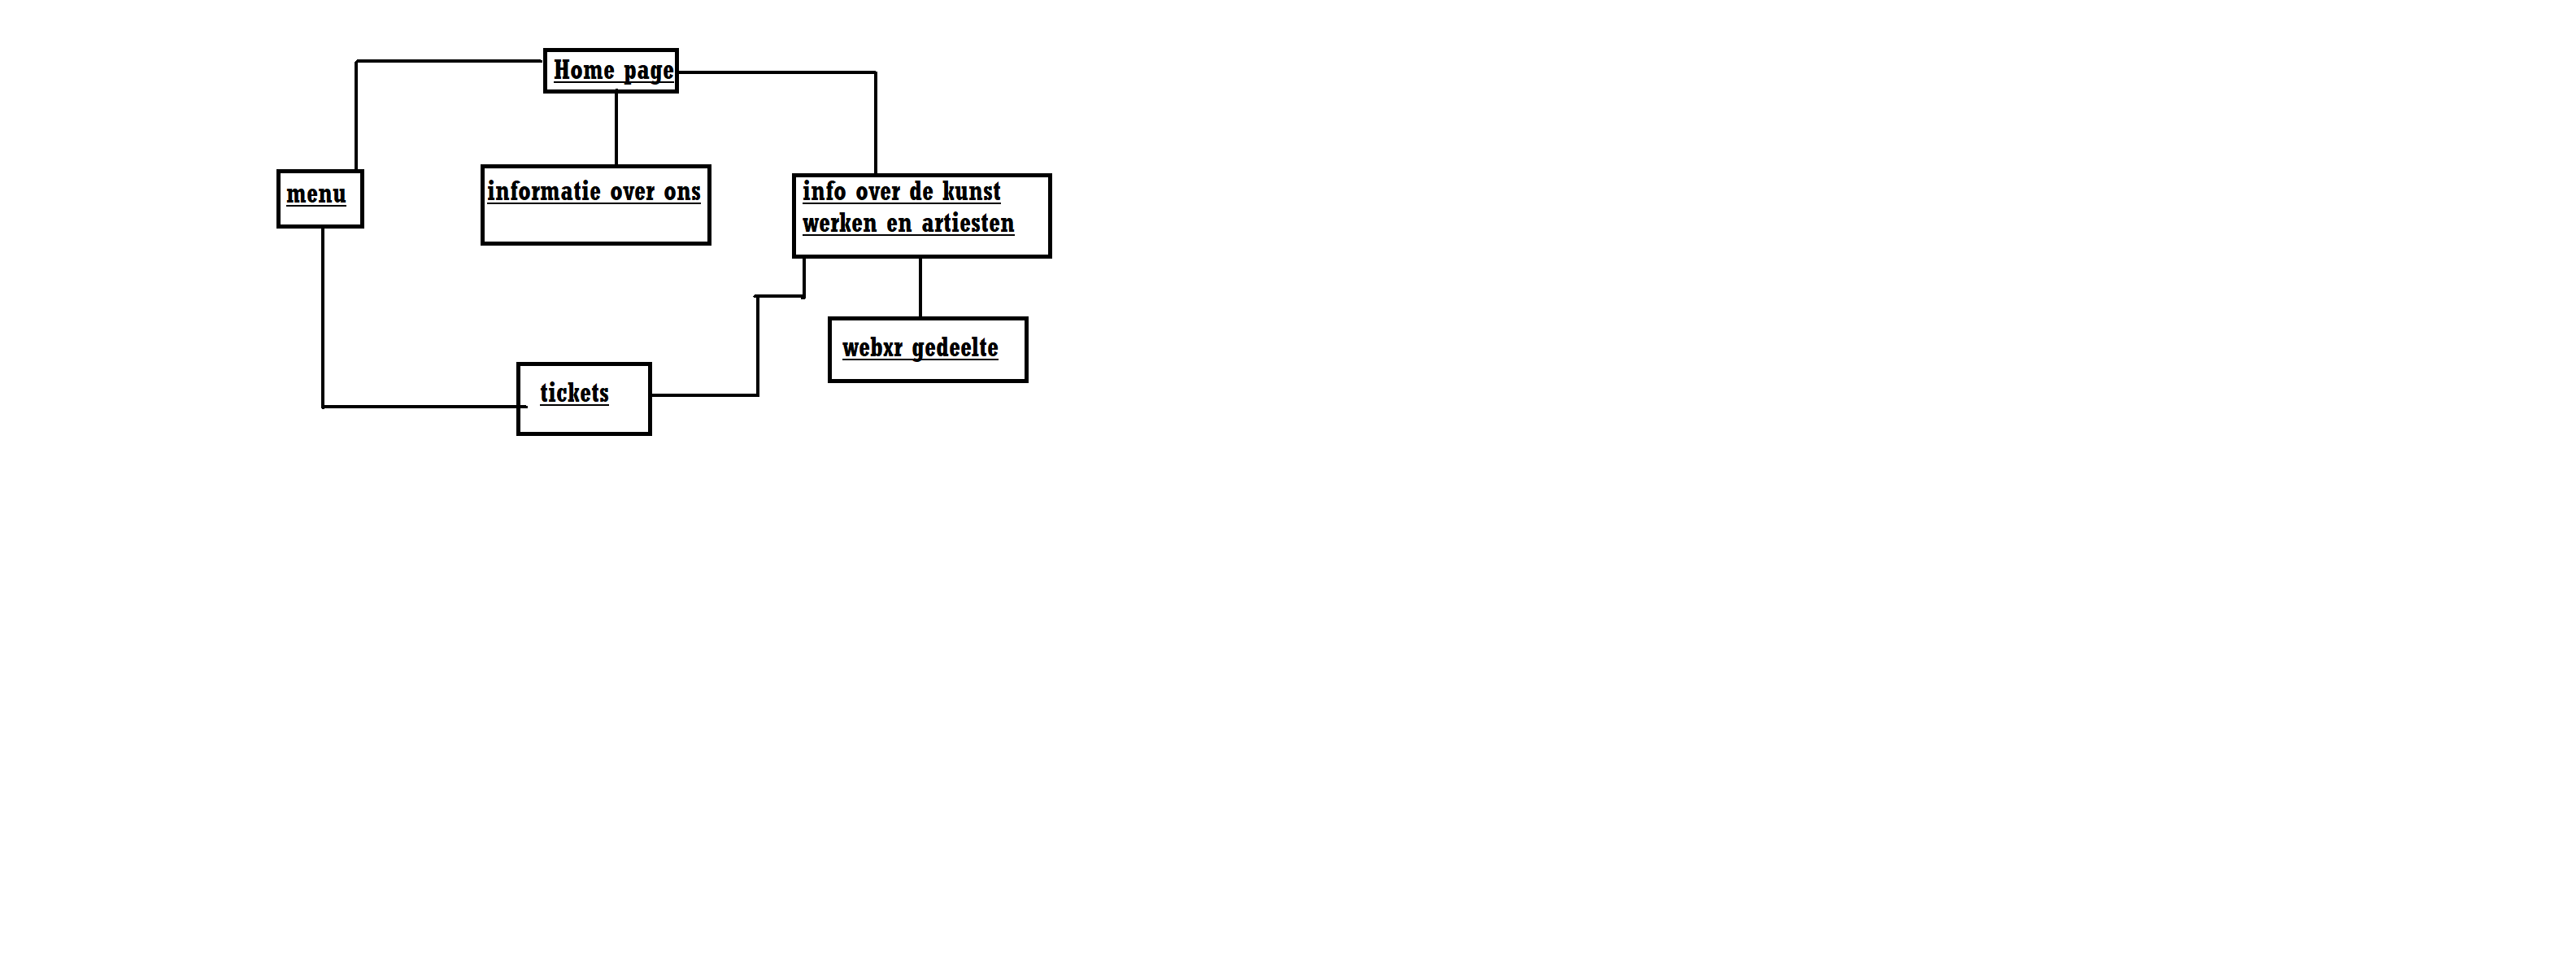 Home page
menu
informatie over ons
info over de kunst
werken en artiesten
webxr gedeelte
tickets